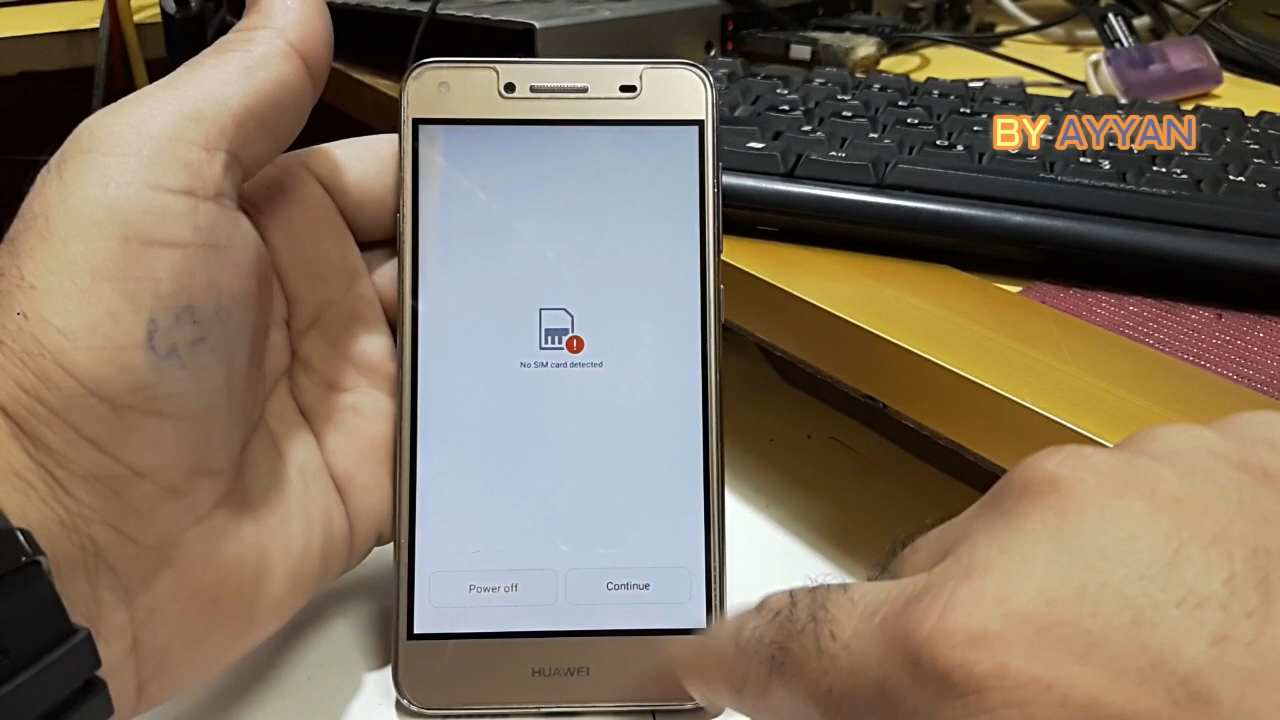 BY AYYAN
No SIM card detected
Power off
Continue
HUAWEI